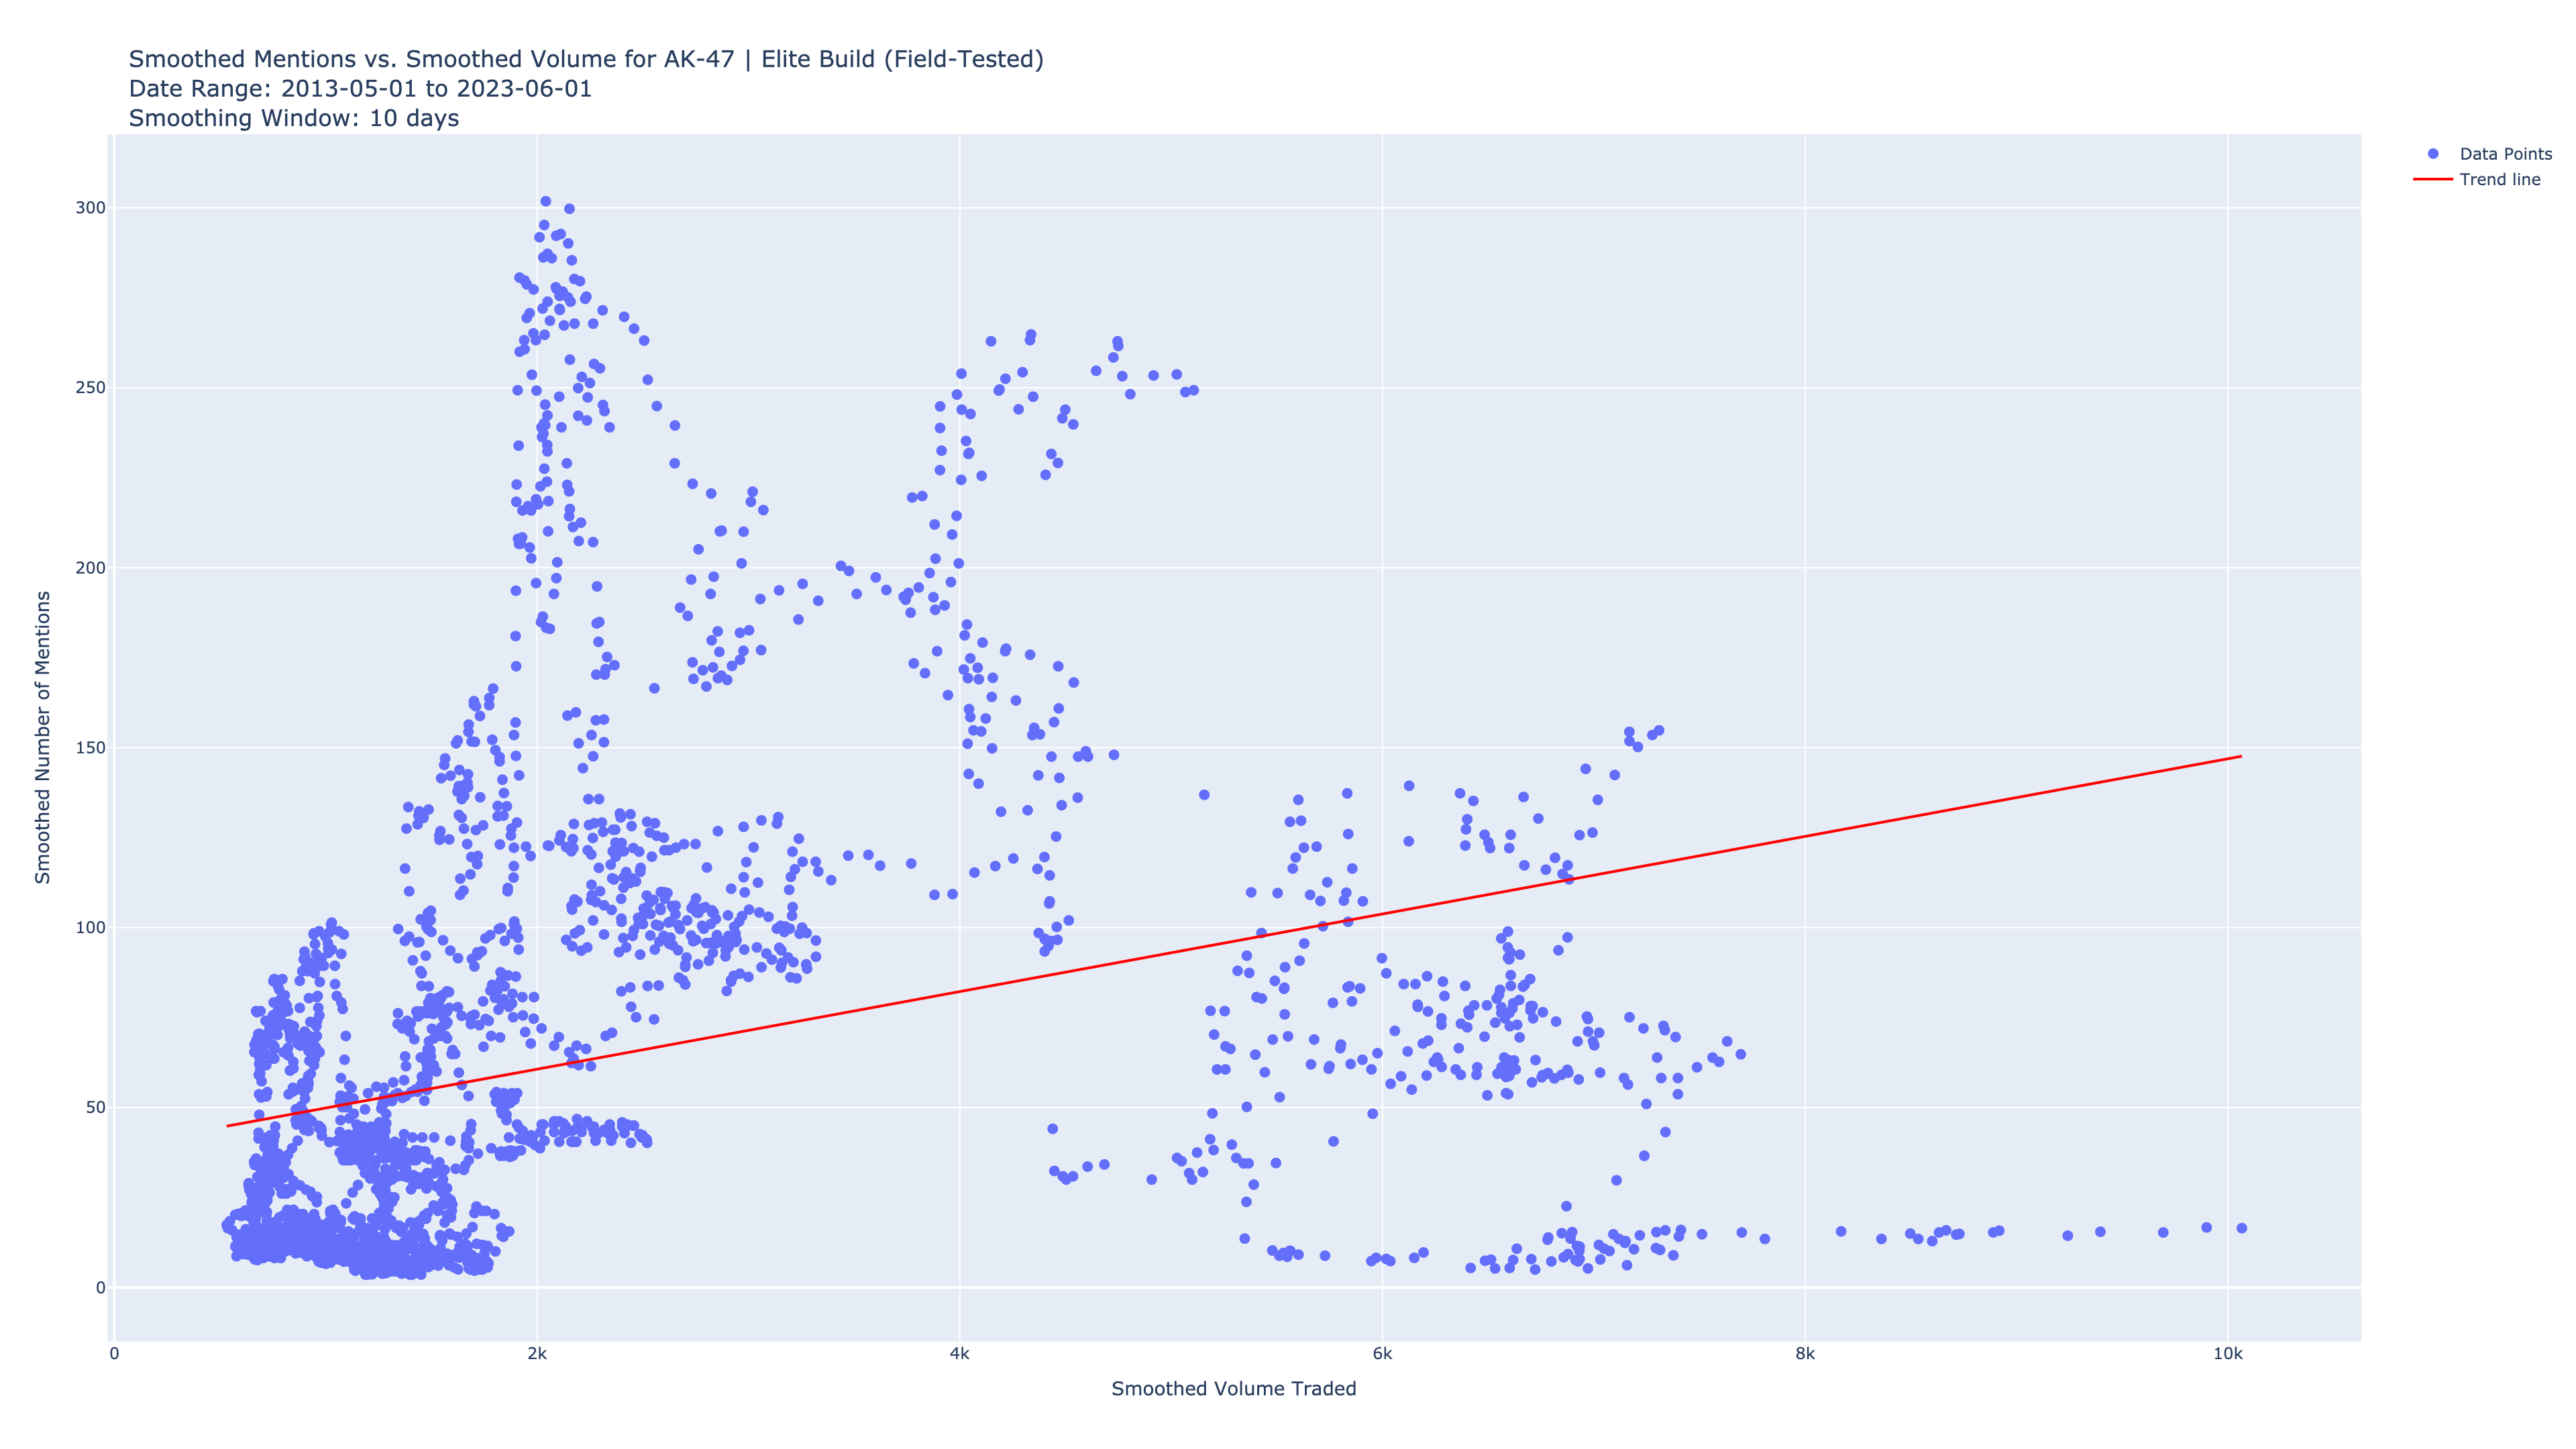 Smoothed Mentions vs. Smoothed Volume for AK-47 | Elite Build (Field-Tested)
Date Range: 2013-05-01 to 2023-06-01
Smoothing Window: 10 days
Data Points
Trend line
300
250
200
150
100
50
0
Smoothed Number of Mentions
0
2k
4k
6k
8k
10k
Smoothed Volume Traded